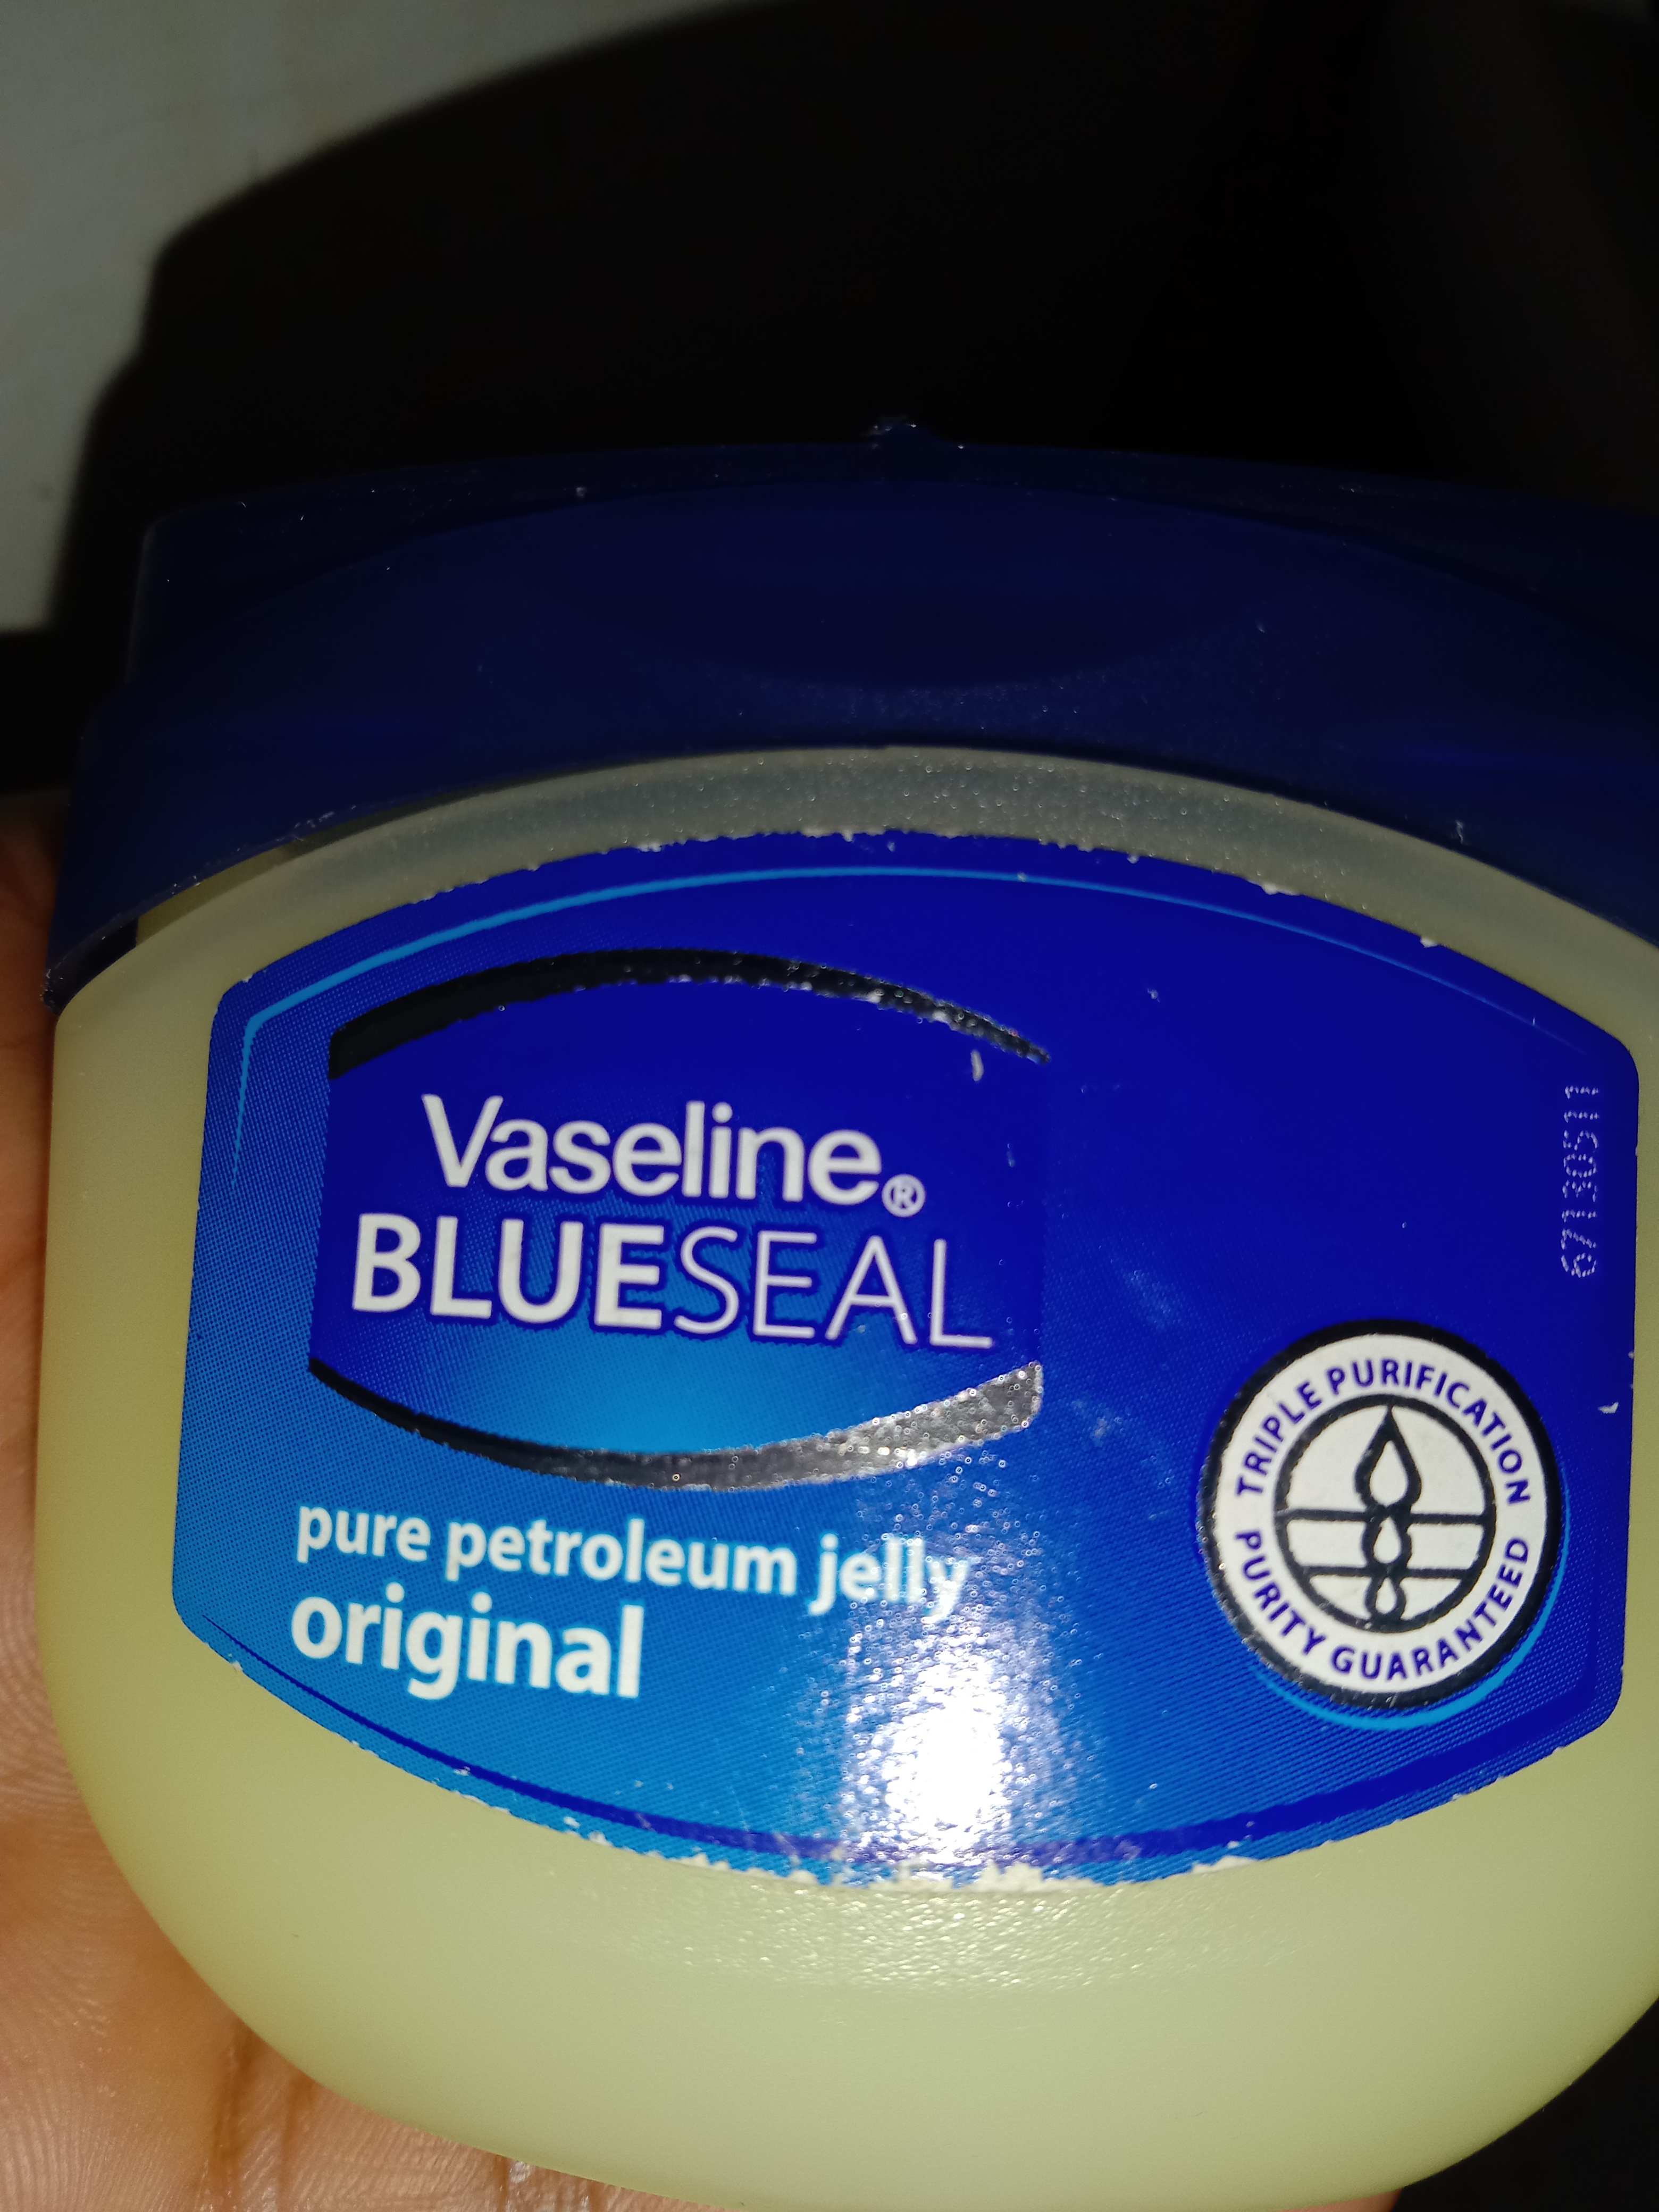 Vaseline®
BLUESEAL
pure petroleum jelly
original
TRIPLE PURIFICATION
PURITY GUARANTEED
67130511